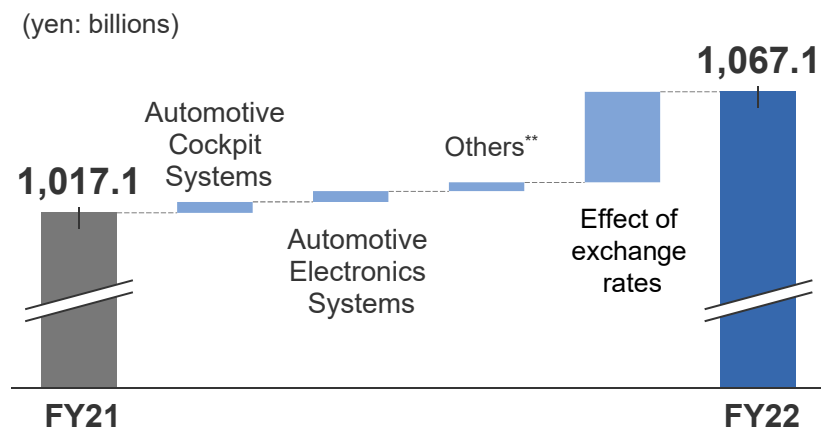 (yen: billions)
1,067.1
Automotive
Cockpit
Systems
Others**
1,017.1
Effect of
exchange
rates
Automotive
Electronics
Systems
FY21
FY22